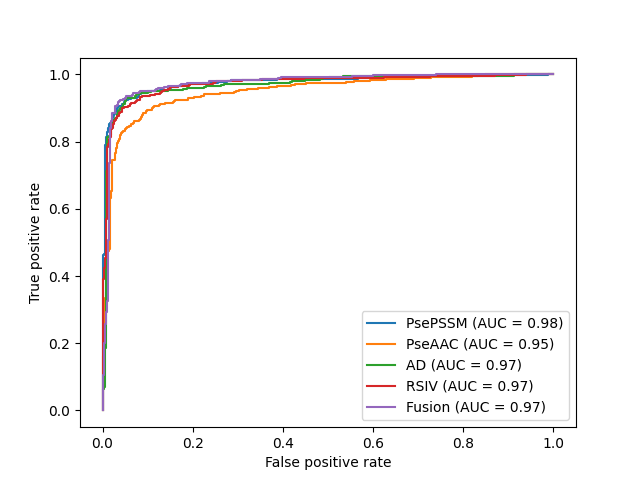 1.0
0.8
0.6
0.4
0.2
0.0
True positive rate
PsePSSM (AUC = 0.98)
PseAAC (AUC = 0.95)
AD (AUC = 0.97)
RSIV (AUC = 0.97)
Fusion (AUC = 0.97)
0.0 0.2 0.4 0.6 0.8 1.0
False positive rate